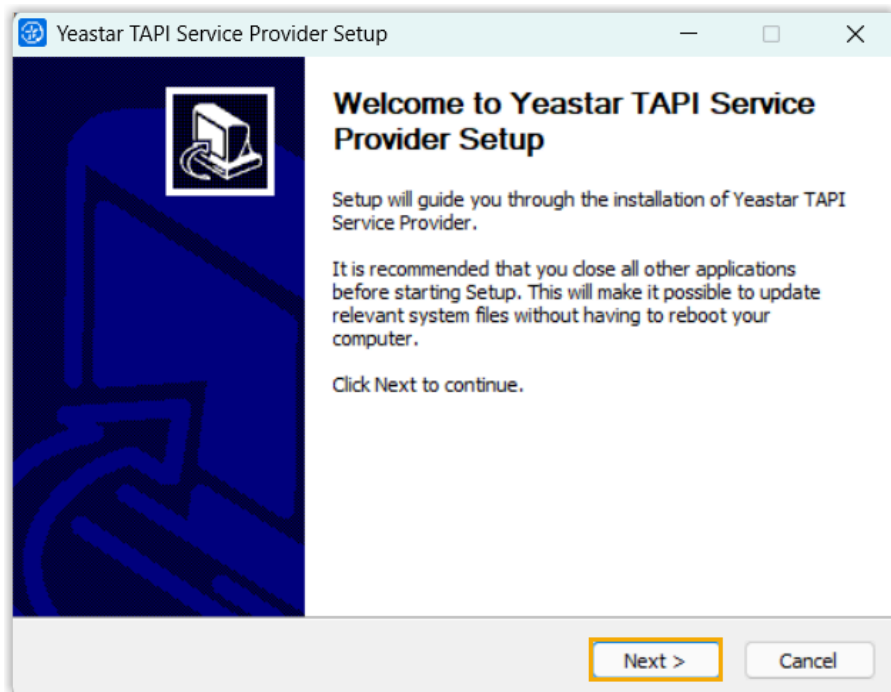 Yeastar TAPI Service Provider Setup
Welcome to Yeastar TAPI Service
Provider Setup
Setup will guide you through the installation of Yeastar TAPI
Service Provider.
It is recommended that you close all other applications
before starting Setup. This will make it possible to update
relevant system files without having to reboot your
computer.
Click Next to continue.
Next >
Cancel